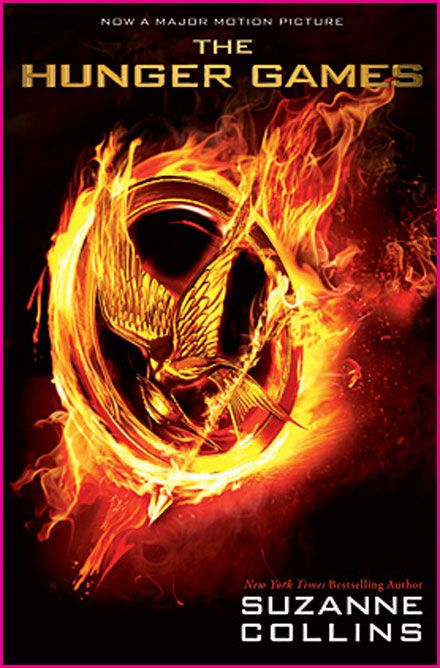 NOW A MAJOR MOTION PICTURE
THE
HUNGER GAMES
New York Times Bestselling Author
SUZANNE
COLLINS